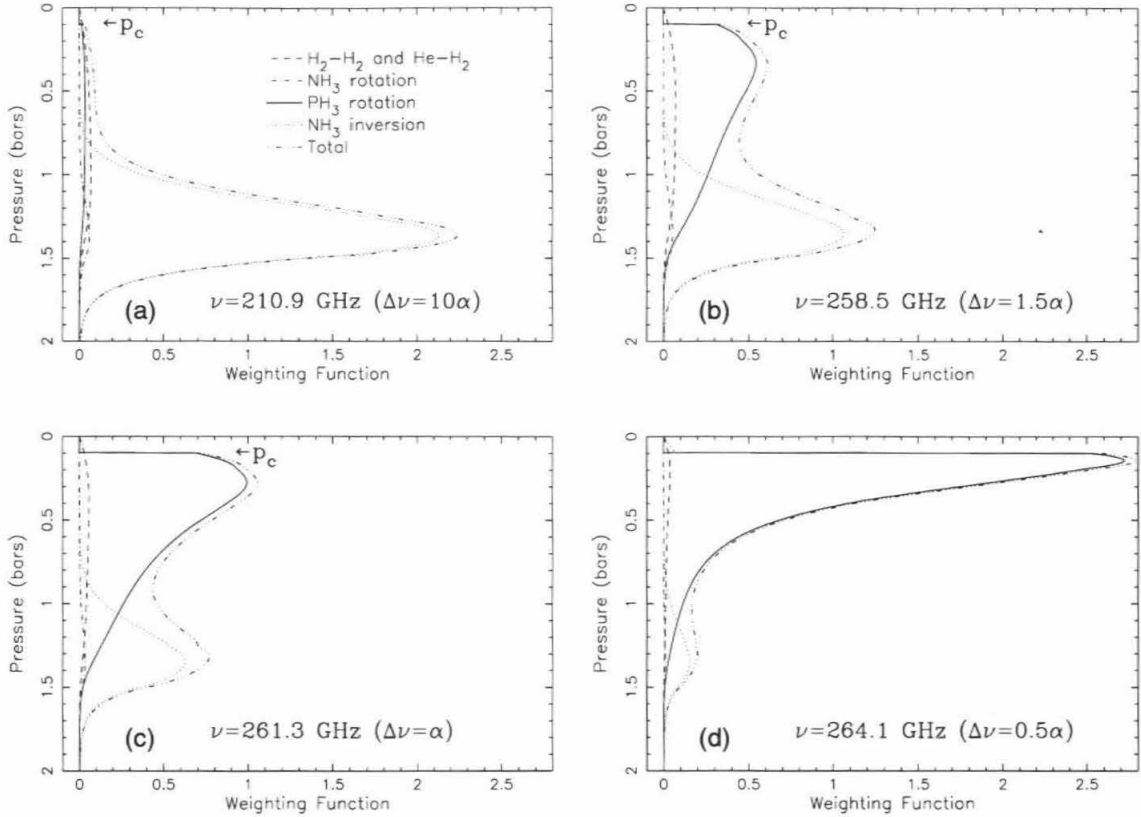 0
0.5
1
1.5
2
Pressure (bars)
←p_c
H₂–H₂ and He–H₂
NH₃ rotation
PH₃ rotation
NH₃ inversion
Total
(a)
ν=210.9 GHz (Δν=10α)
0 0.5 1 1.5 2 2.5
Weighting Function
0
0.5
1
1.5
2
Pressure (bars)
←p_c
(b)
ν=258.5 GHz (Δν=1.5α)
0 0.5 1 1.5 2 2.5
Weighting Function
0
0.5
1
1.5
2
Pressure (bars)
←p_c
(c)
ν=261.3 GHz (Δν=α)
0 0.5 1 1.5 2 2.5
Weighting Function
0
0.5
1
1.5
2
Pressure (bars)
(d)
ν=264.1 GHz (Δν=0.5α)
0 0.5 1 1.5 2 2.5
Weighting Function